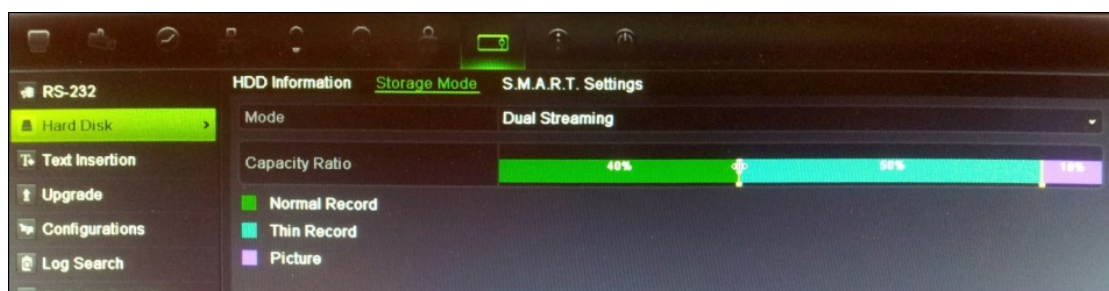 HDD Information Storage Mode S.M.A.R.T. Settings
RS-232
Hard Disk
Text Insertion
Upgrade
Configurations
Log Search
Mode Dual Streaming
Capacity Ratio 40% 50% 10%
Normal Record
Thin Record
Picture